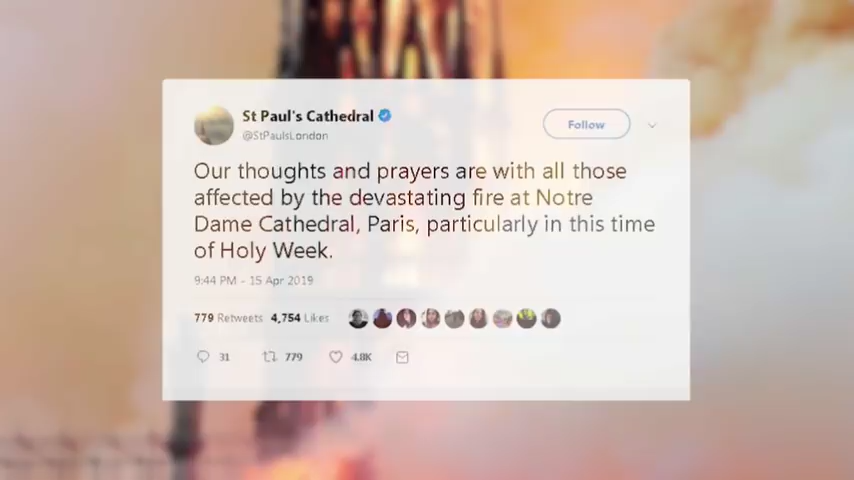 St Paul's Cathedral
@StPaulsLondon
Follow
Our thoughts and prayers are with all those
affected by the devastating fire at Notre
Dame Cathedral, Paris, particularly in this time
of Holy Week.
9:44 PM - 15 Apr 2019
779 Retweets 4,754 Likes
31 779 4.8K